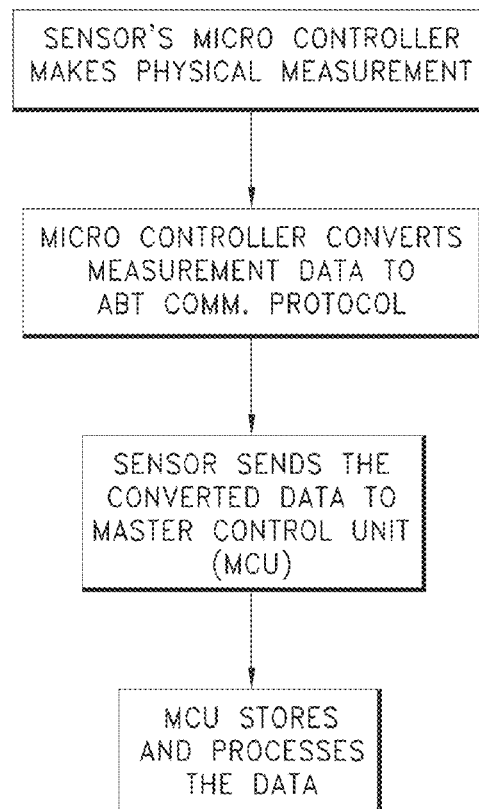 SENSOR'S MICRO CONTROLLER
MAKES PHYSICAL MEASUREMENT
MICRO CONTROLLER CONVERTS
MEASUREMENT DATA TO
ABT COMM. PROTOCOL
SENSOR SENDS THE
CONVERTED DATA TO
MASTER CONTROL UNIT
(MCU)
MCU STORES
AND PROCESSES
THE DATA